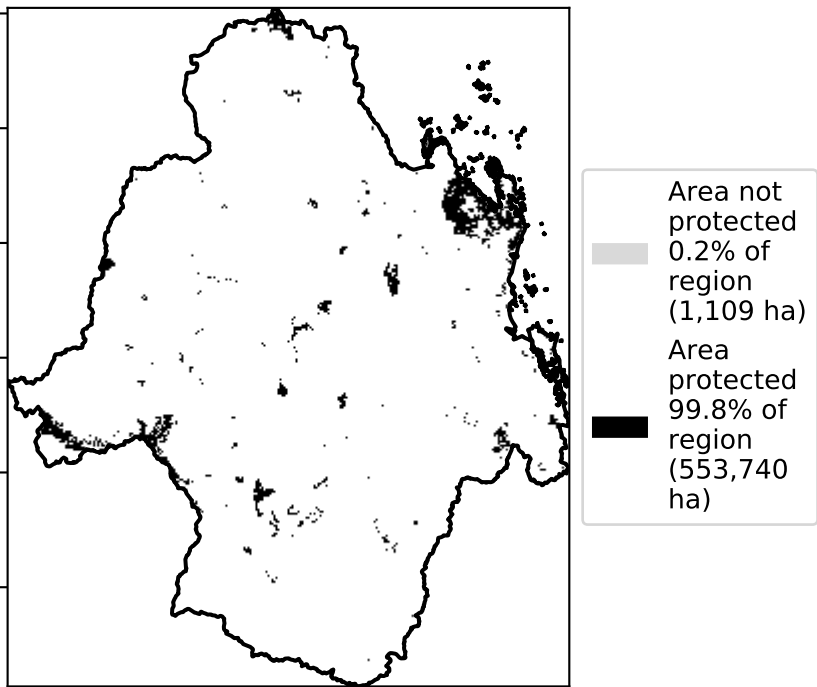 Area not
protected
0.2% of
region
(1,109 ha)
Area
protected
99.8% of
region
(553,740
ha)